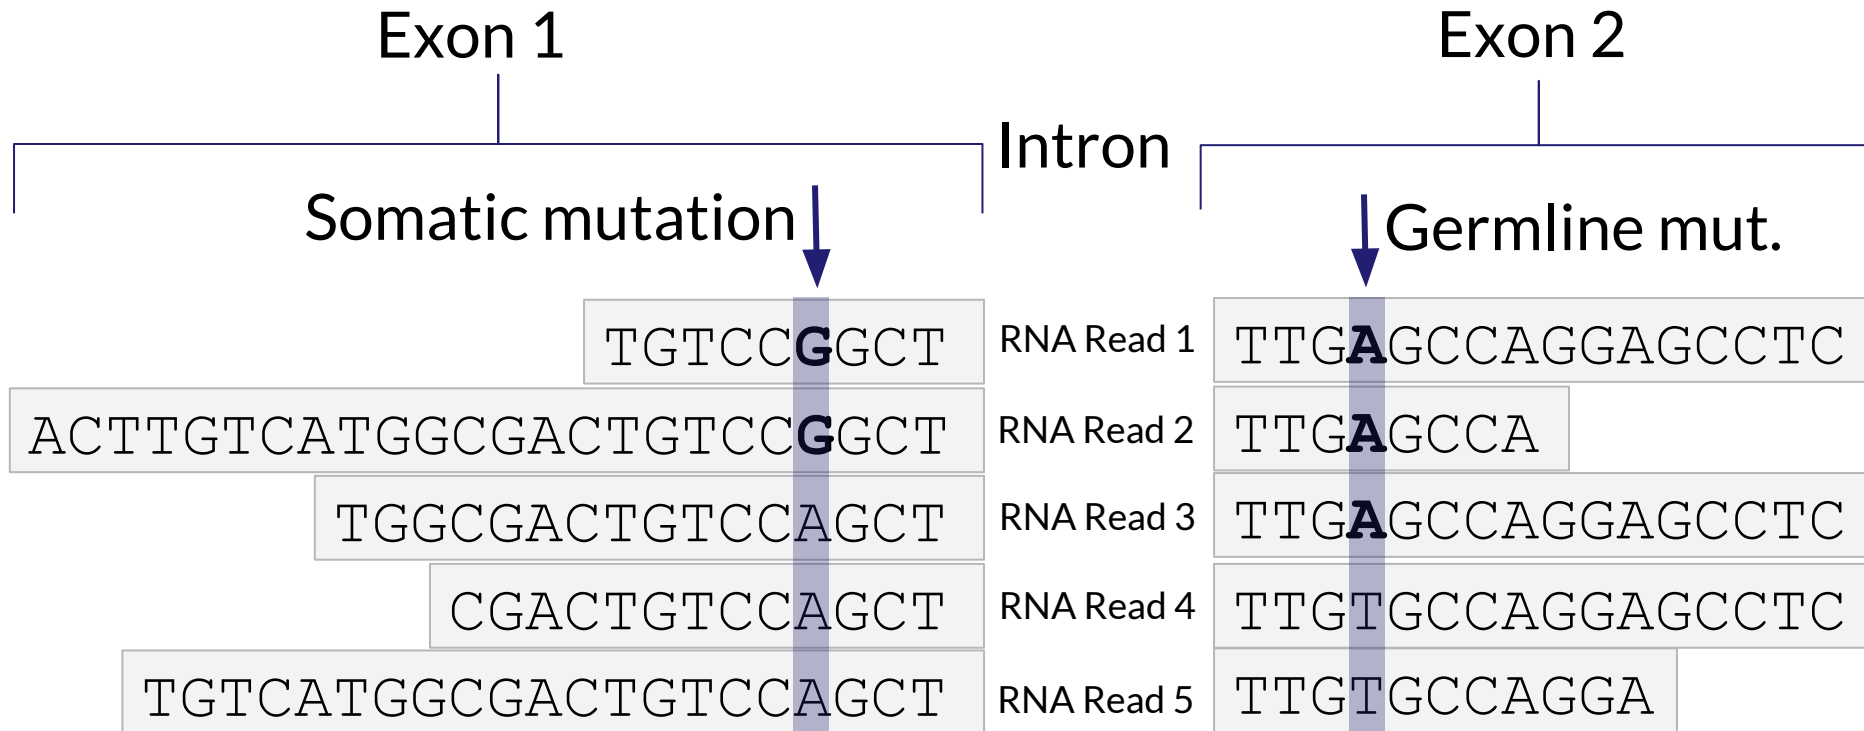 Exon 1
Exon 2
Intron
Somatic mutation
Germline mut.
TGTCCGGCT RNA Read 1 TTGAGCCAGGAGCCTC
ACTTGTCATGGCGACTGTCCGGCT RNA Read 2 TTGAGCCA
TGGCGACTGTCCAGCT RNA Read 3 TTGAGCCAGGAGCCTC
CGACTGTCCAGCT RNA Read 4 TTGTGCCAGGAGCCTC
TGTCATGGCGACTGTCCAGCT RNA Read 5 TTGTGCCAGGA